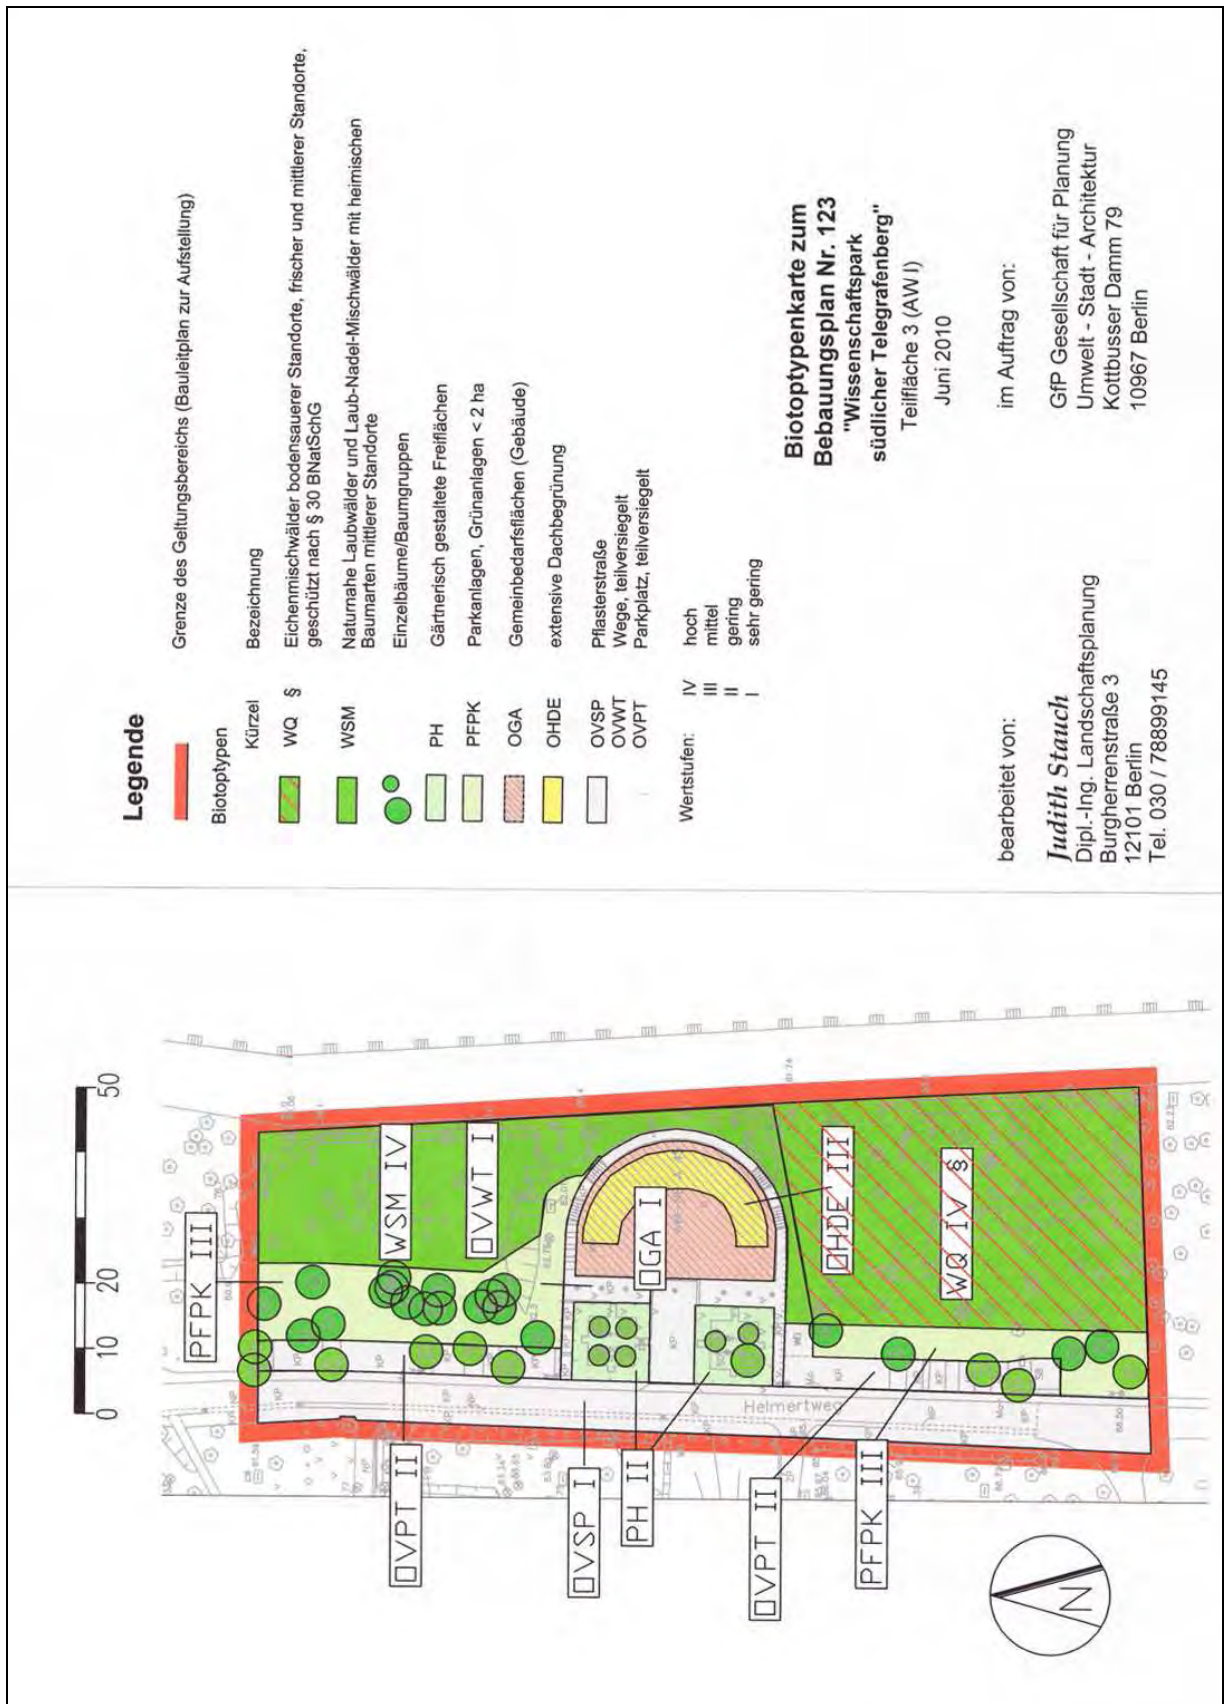 Legende
Grenze des Geltungsbereichs (Bauleitplan zur Aufstellung)
Biotoptypen
Kürzel Bezeichnung
WQ § Eichenmischwälder bodensauerer Standorte, frischer und mittlerer Standorte,
geschützt nach § 30 BNatSchG
WSM Naturnahe Laubwälder und Laub-Nadel-Mischwälder mit heimischen
Baumarten mittlerer Standorte
Einzelbäume/Baumgruppen
PH Gärtnerisch gestaltete Freiflächen
PFPK Parkanlagen, Grünanlagen < 2 ha
OGA Gemeinbedarfsflächen (Gebäude)
OHDE extensive Dachbegrünung
OVSP Pflasterstraße
OVWT Wege, teilversiegelt
OVPT Parkplatz, teilversiegelt
Wertstufen: IV hoch
III mittel
II gering
I sehr gering
Biotoptypenkarte zum
Bebauungsplan Nr. 123
"Wissenschaftspark
südlicher Telegrafenberg"
Teilfläche 3 (AWI)
Juni 2010
bearbeitet von:
Judith Stauch
Dipl.-Ing. Landschaftsplanung
Burgherrenstraße 3
12101 Berlin
Tel. 030 / 78899145
im Auftrag von:
GfP Gesellschaft für Planung
Umwelt - Stadt - Architektur
Kottbusser Damm 79
10967 Berlin
0 10 20 50
PFPK III
WSM IV
OVWT I
OGA I
OHDE III
WQ IV §
Helmertweg
OVPT II
OVSP I
PH II
OVPT II
PFPK III
N